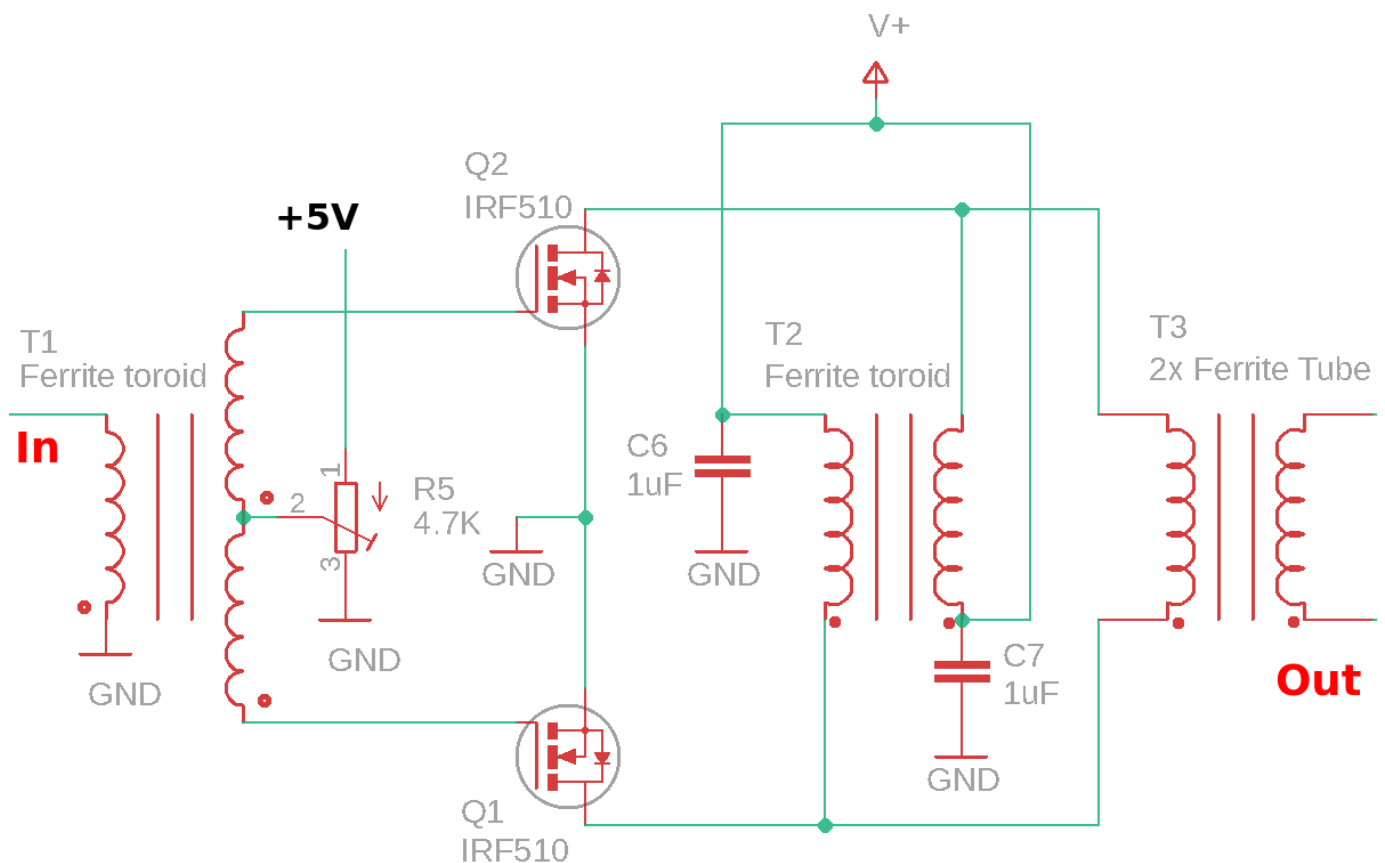 V+
Q2
IRF510
+5V
T1
Ferrite toroid
In
GND
1
2
3
R5
4.7K
GND
GND
Q1
IRF510
C6
1uF
GND
T2
Ferrite toroid
C7
1uF
GND
T3
2x Ferrite Tube
Out